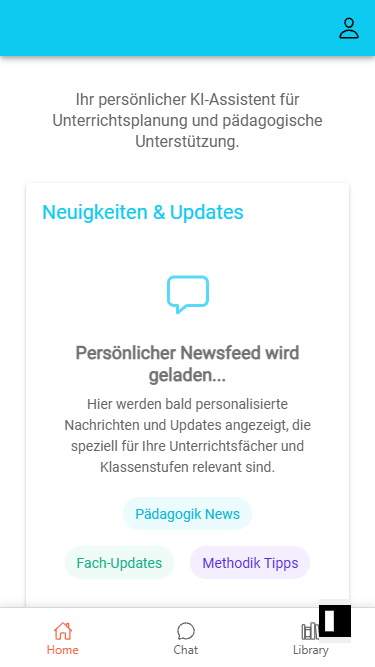 Ihr persönlicher KI-Assistent für
Unterrichtsplanung und pädagogische
Unterstützung.
Neuigkeiten & Updates
Persönlicher Newsfeed wird
geladen...
Hier werden bald personalisierte
Nachrichten und Updates angezeigt, die
speziell für Ihre Unterrichtsfächer und
Klassenstufen relevant sind.
Pädagogik News
Fach-Updates
Methodik Tipps
Home
Chat
Library